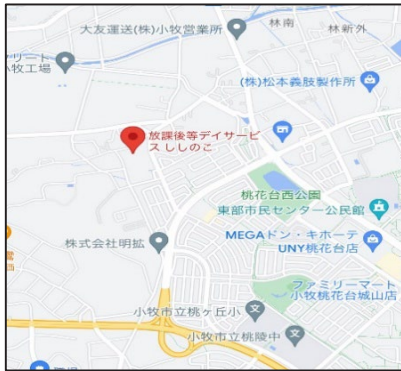 大友運送(株)小牧営業所
林南
林新外
リート
小牧工場
(株)松本義肢製作所
放課後等デイサービ
ス ししのこ
桃花台西公園
東部市民センター公民館
MEGAドン・キホーテ
UNY桃花台店
株式会社明拡
ファミリーマート
小牧桃花台城山店
小牧市立桃ヶ丘小
文
小牧市立桃陵中
文